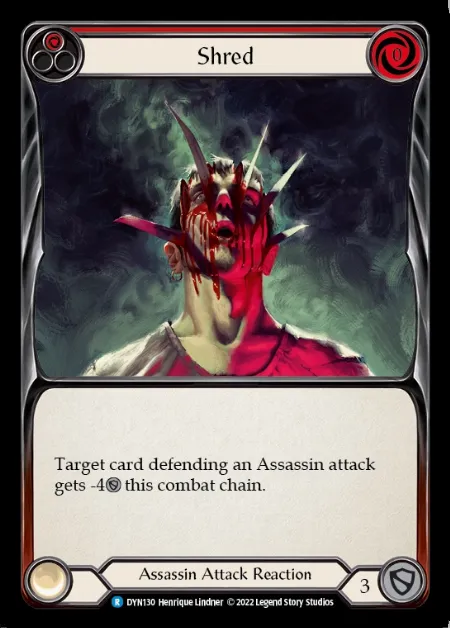 Shred
0
Target card defending an Assassin attack
gets -4 this combat chain.
Assassin Attack Reaction
3
R DYN130 Henrique Lindner © 2022 Legend Story Studios